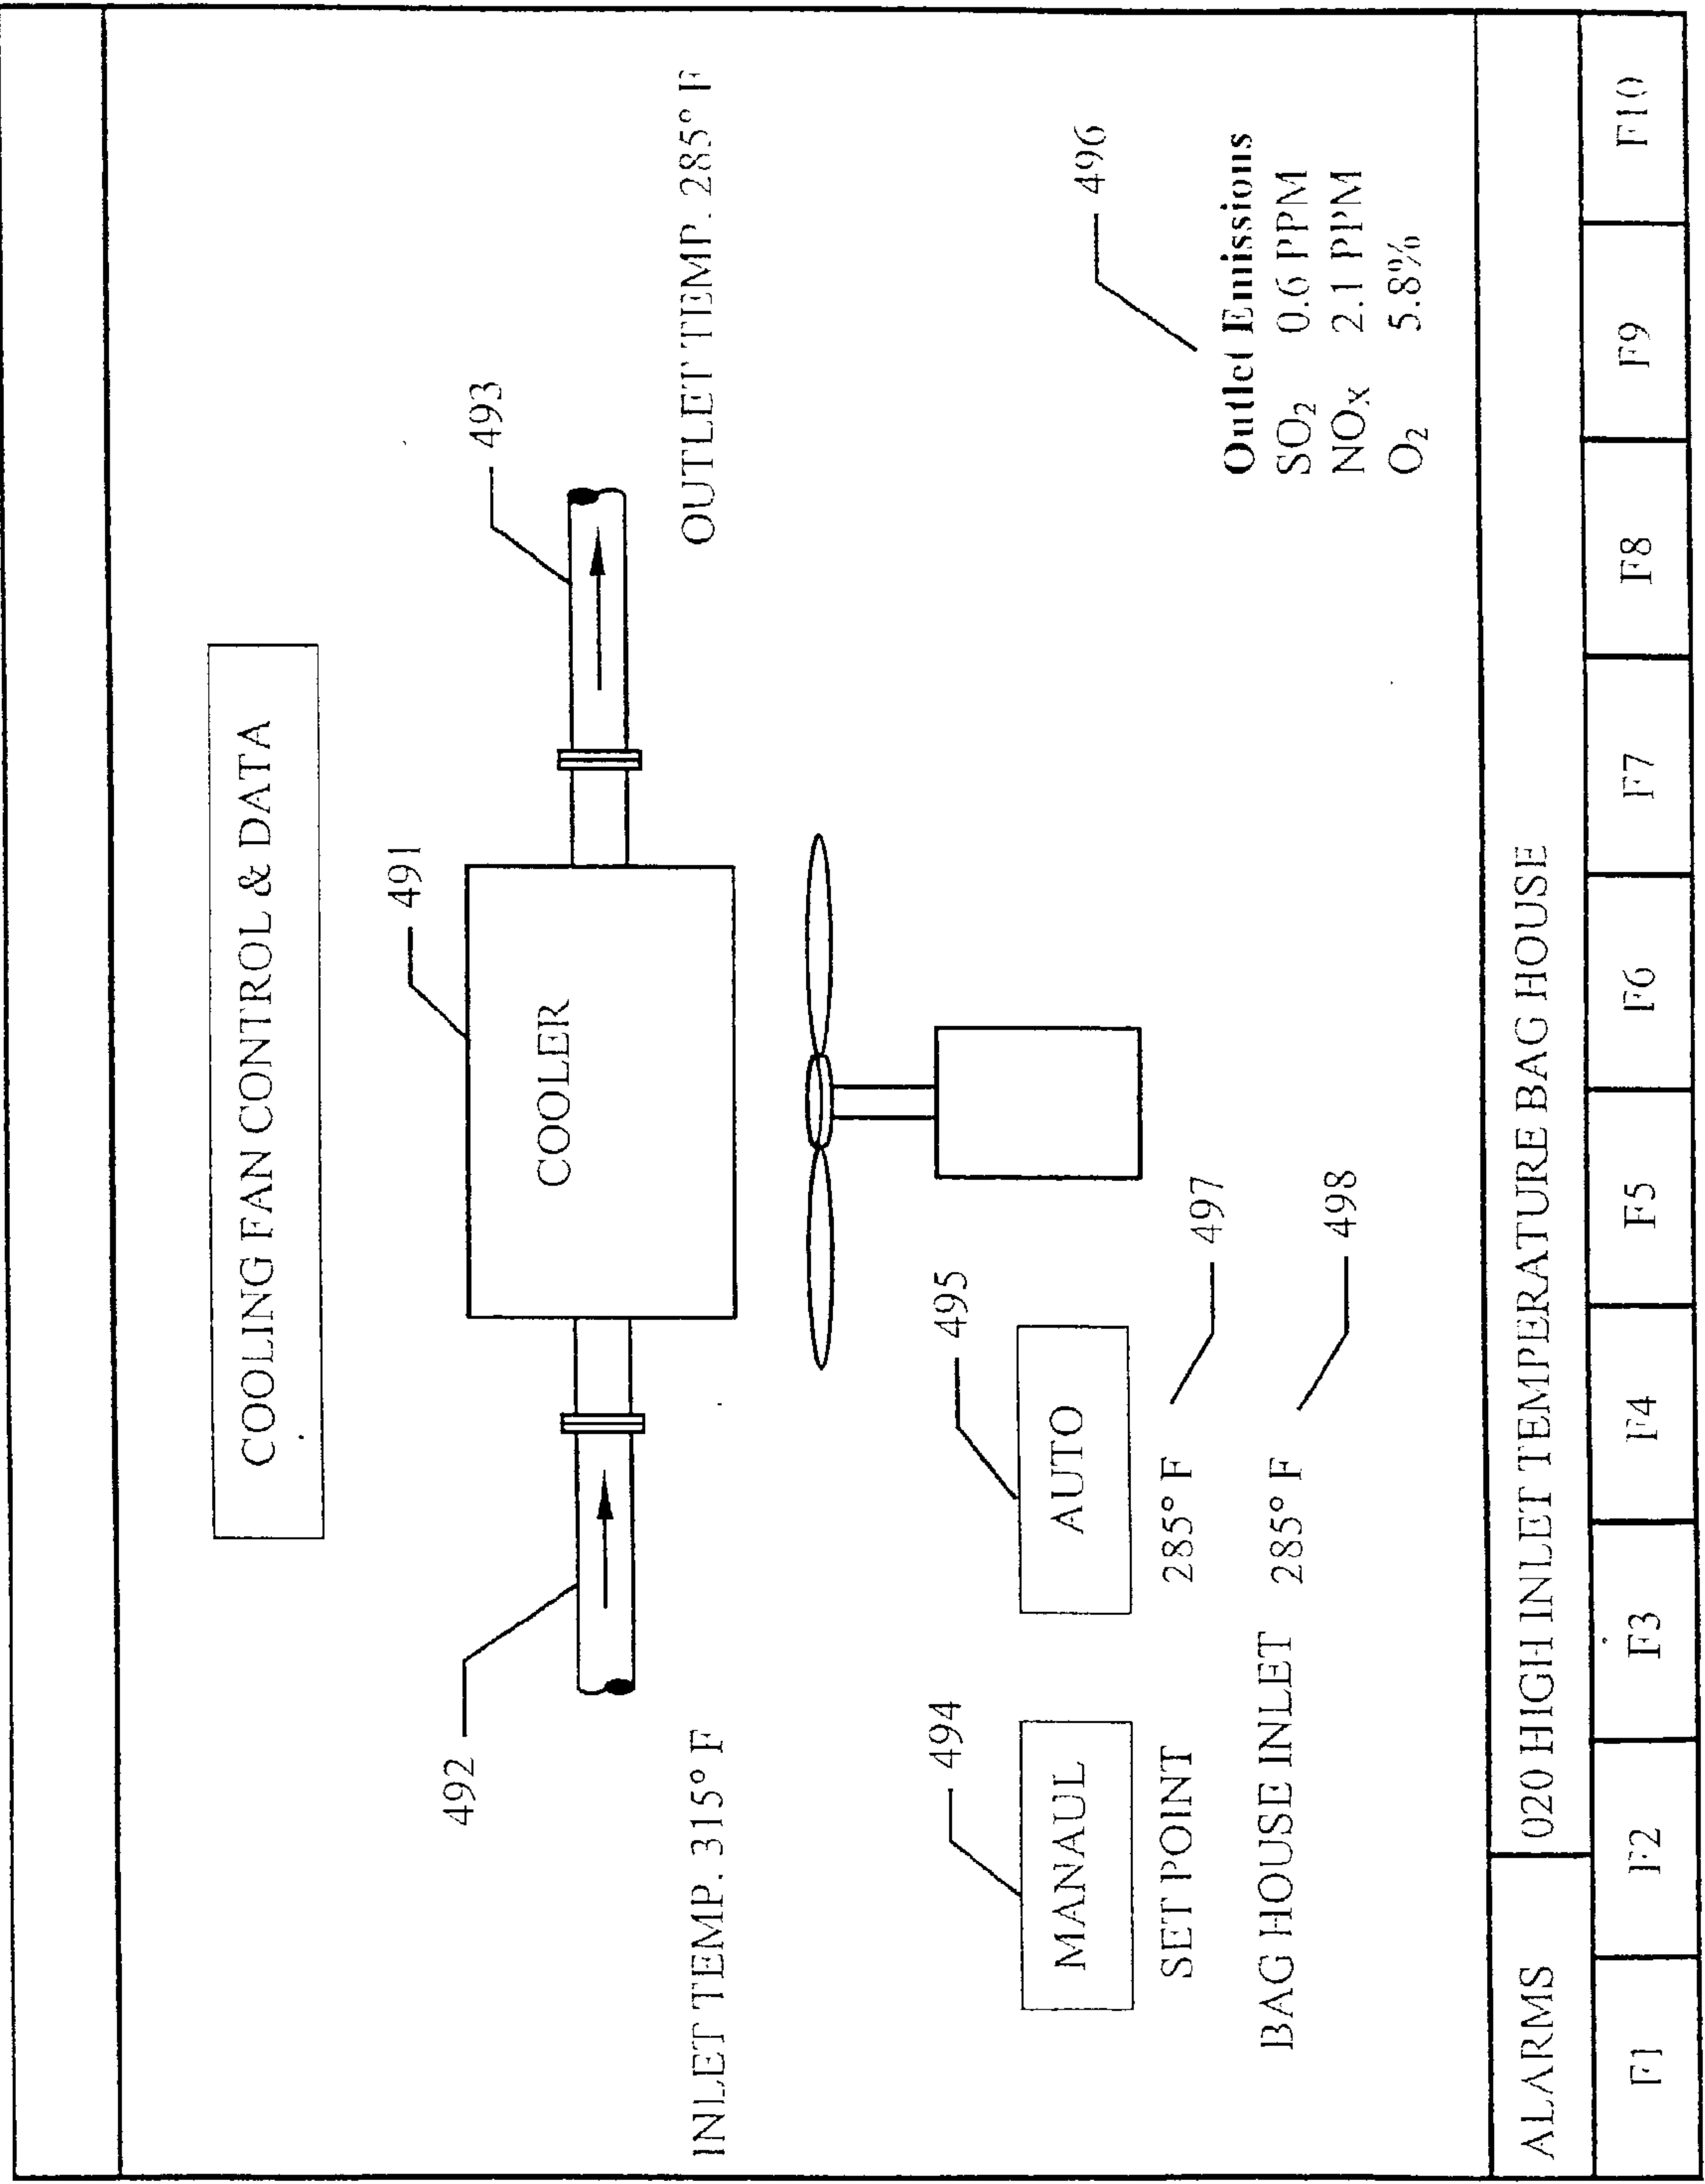 COOLING FAN CONTROL & DATA
491
493
492
COOLER
INLET TEMP. 315° F
OUTLET TEMP. 285° F
494
495
MANAUL
AUTO
496
SET POINT 285° F
497
BAG HOUSE INLET 285° F
498
Outlet Emissions
SO₂ 0.6 PPM
NOₓ 2.1 PPM
O₂ 5.8%
ALARMS 020 HIGH INLET TEMPERATURE BAG HOUSE
F1 F2 F3 F4 F5 F6 F7 F8 F9 F10